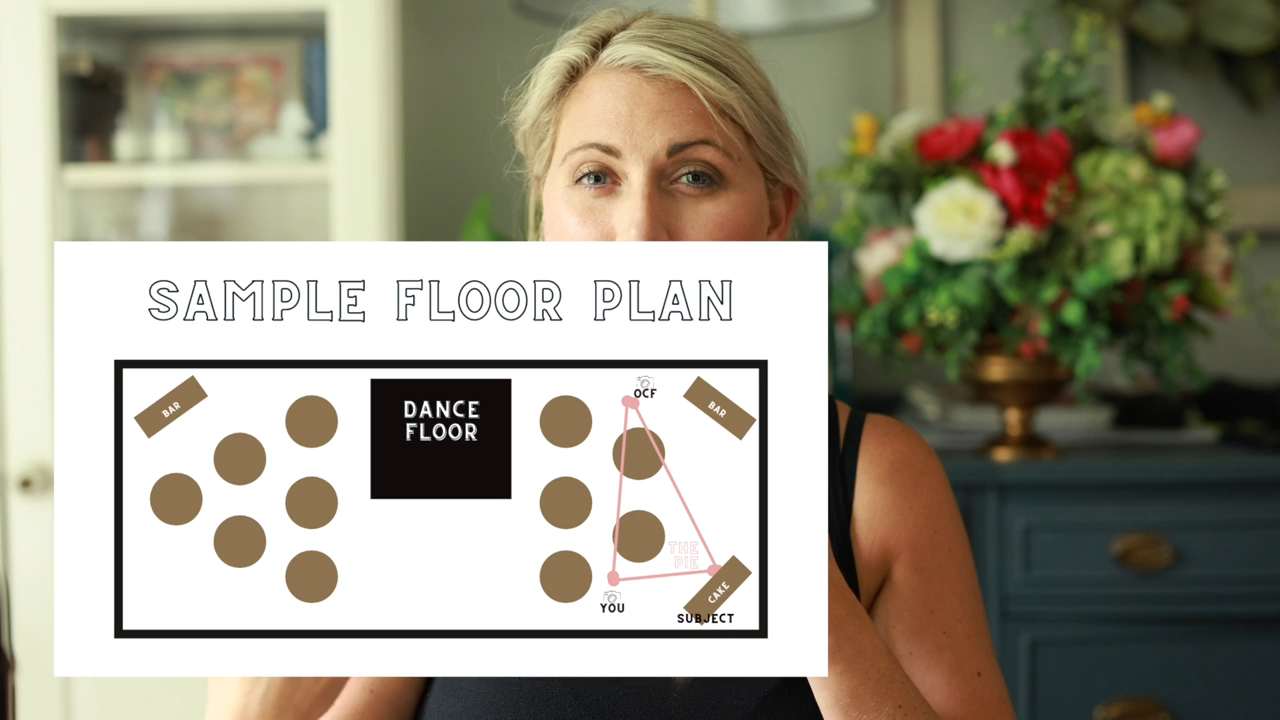 SAMPLE FLOOR PLAN
BAR
DANCE
FLOOR
OCF
BAR
THE
PIE
CAKE
YOU
SUBJECT